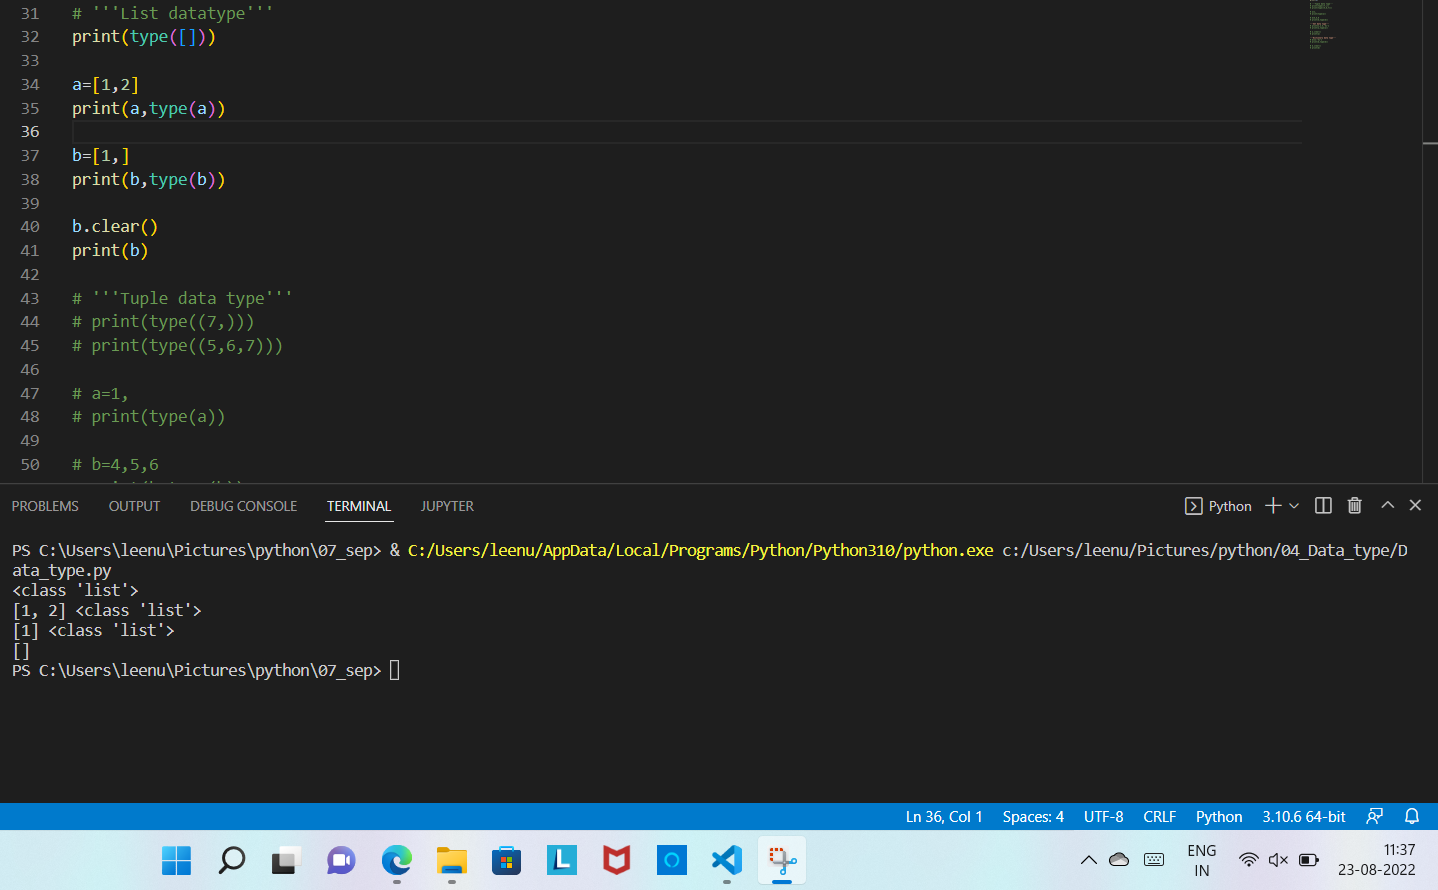 31 # '''List datatype'''
32 print(type([]))
33
34 a=[1,2]
35 print(a,type(a))
36
37 b=[1,]
38 print(b,type(b))
39
40 b.clear()
41 print(b)
42
43 # '''Tuple data type'''
44 # print(type((7,)))
45 # print(type((5,6,7)))
46
47 # a=1,
48 # print(type(a))
49
50 # b=4,5,6
PROBLEMS OUTPUT DEBUG CONSOLE TERMINAL JUPYTER Python
PS C:\Users\leenu\Pictures\python\07_sep> & C:/Users/leenu/AppData/Local/Programs/Python/Python310/python.exe c:/Users/leenu/Pictures/python/04_Data_type/D
ata_type.py
<class 'list'>
[1, 2] <class 'list'>
[1] <class 'list'>
[]
PS C:\Users\leenu\Pictures\python\07_sep>
Ln 36, Col 1 Spaces: 4 UTF-8 CRLF Python 3.10.6 64-bit
L
ENG
IN
11:37
23-08-2022